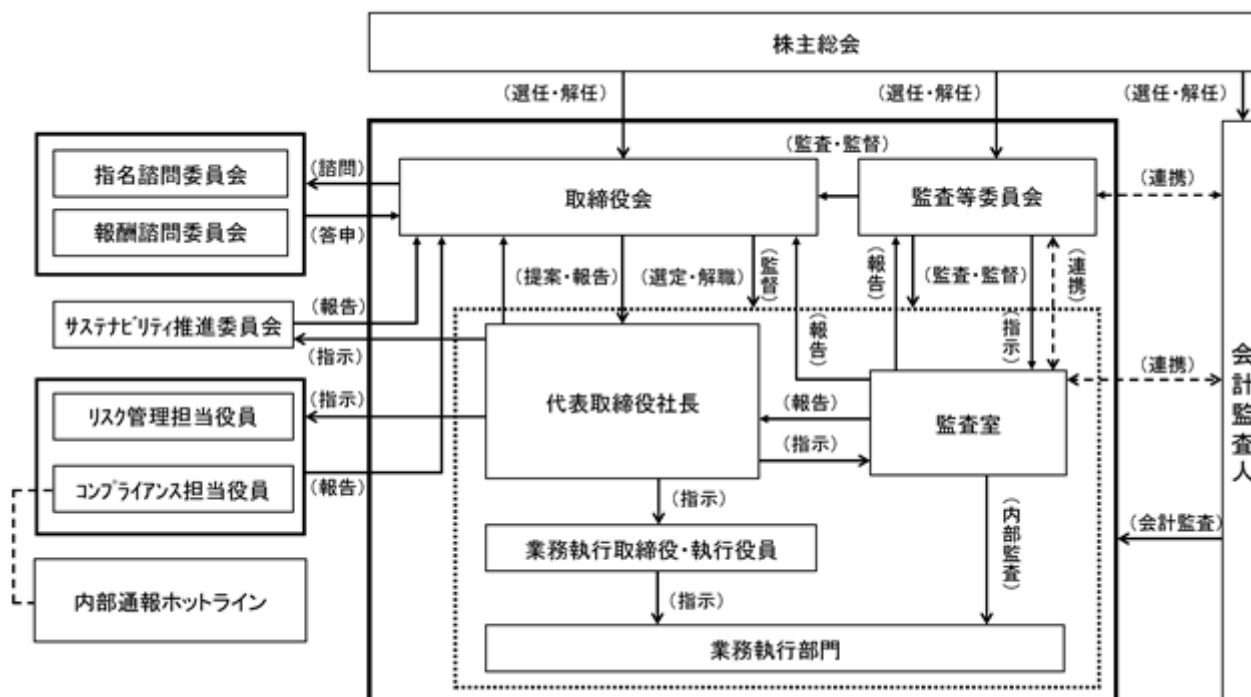 株主総会
（選任・解任）
（選任・解任）
（選任・解任）
（監査・監督）
指名諮問委員会
（諮問）
取締役会
監査等委員会
（連携）
報酬諮問委員会
（答申）
（提案・報告）
（選定・解職）
（監督）
（報告）
（監査・監督）
（連携）
サステナビリティ推進委員会
（報告）
（指示）
（報告）
（指示）
（連携）
会計監査人
リスク管理担当役員
（指示）
代表取締役社長
（報告）
監査室
（指示）
コンプライアンス担当役員
（報告）
（指示）
（内部監査）
（会計監査）
業務執行取締役・執行役員
内部通報ホットライン
（指示）
業務執行部門